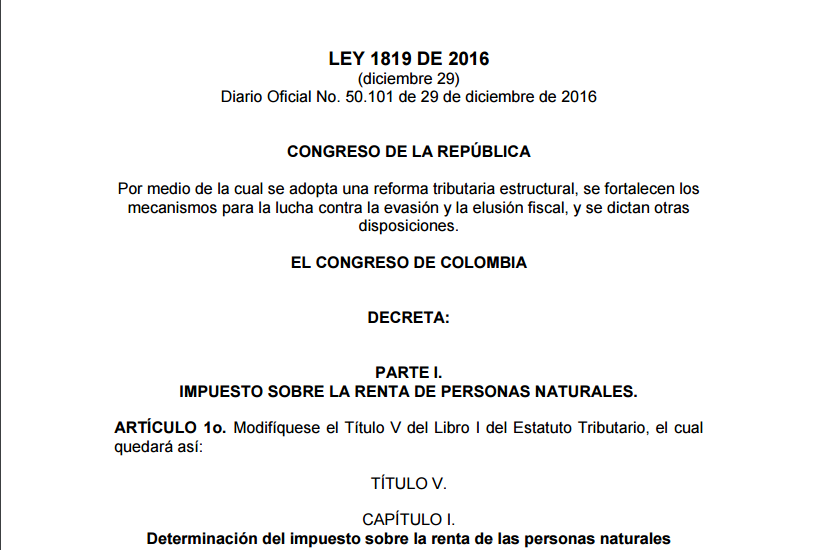 LEY 1819 DE 2016
(diciembre 29)
Diario Oficial No. 50.101 de 29 de diciembre de 2016
CONGRESO DE LA REPÚBLICA
Por medio de la cual se adopta una reforma tributaria estructural, se fortalecen los
mecanismos para la lucha contra la evasión y la elusión fiscal, y se dictan otras
disposiciones.
EL CONGRESO DE COLOMBIA
DECRETA:
PARTE I.
IMPUESTO SOBRE LA RENTA DE PERSONAS NATURALES.
ARTÍCULO 1o. Modifíquese el Título V del Libro I del Estatuto Tributario, el cual
quedará así:
TÍTULO V.
CAPÍTULO I.
Determinación del impuesto sobre la renta de las personas naturales